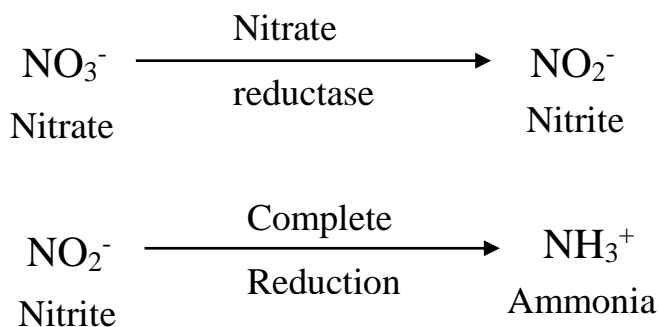 Nitrate
NO₃⁻ NO₂⁻
reductase
Nitrate Nitrite
Complete
NO₂⁻ NH₃⁺
Reduction
Nitrite Ammonia